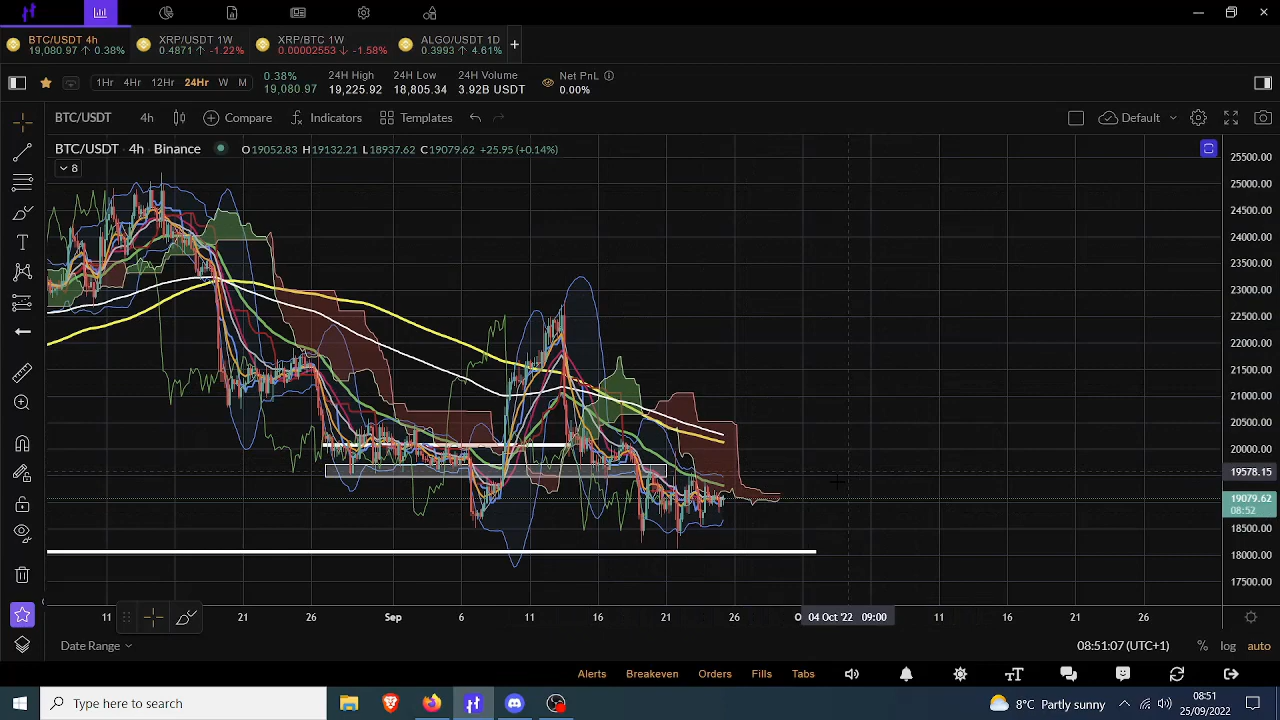 BTC/USDT 4h
19,080.97 ↑ 0.38%
XRP/USDT 1W
0.4871 ↑ -1.22%
XRP/BTC 1W
0.00002553 ↓ -1.58%
ALGO/USDT 1D
0.3993 ↑ 4.61%
1Hr 4Hr 12Hr 24Hr W M
0.38%
19,080.97
24H High
19,225.92
24H Low
18,805.34
24H Volume
3.92B USDT
Net PnL
0.00%
BTC/USDT 4h Compare Indicators Templates Default
BTC/USDT · 4h · Binance O19052.83 H19132.21 L18937.62 C19079.62 +25.95 (+0.14%)
8
25500.00
25000.00
24500.00
24000.00
23500.00
23000.00
22500.00
22000.00
21500.00
21000.00
20500.00
20000.00
19578.15
19079.62
08:52
18500.00
18000.00
17500.00
11 21 26 Sep 6 11 16 21 26 O 04 Oct '22 09:00 11 16 21 26
Date Range 08:51:07 (UTC+1) % log auto
Alerts Breakeven Orders Fills Tabs
Type here to search
8°C Partly sunny
08:51
25/09/2022